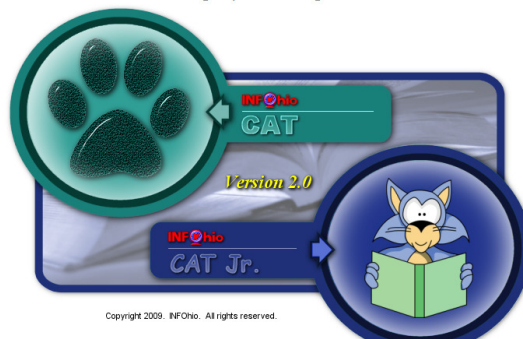 INFOhio
CAT
Version 2.0
INFOhio
CAT Jr.
Copyright 2009. INFOhio. All rights reserved.